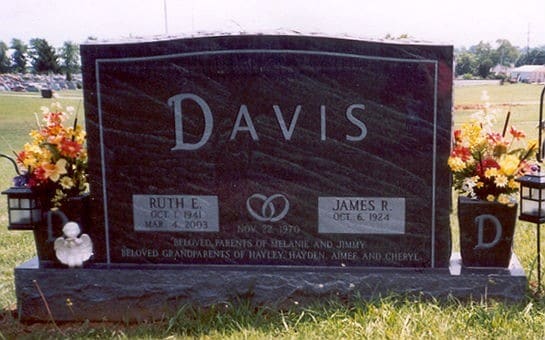 DAVIS
RUTH E.
OCT. 1, 1941
MAR. 4, 2003
NOV. 22, 1970
JAMES R.
OCT. 6, 1924
BELOVED PARENTS OF MELANIE AND JIMMY
BELOVED GRANDPARENTS OF HAYLEY, HAYDEN, AIMEE AND CHERYL
D
D